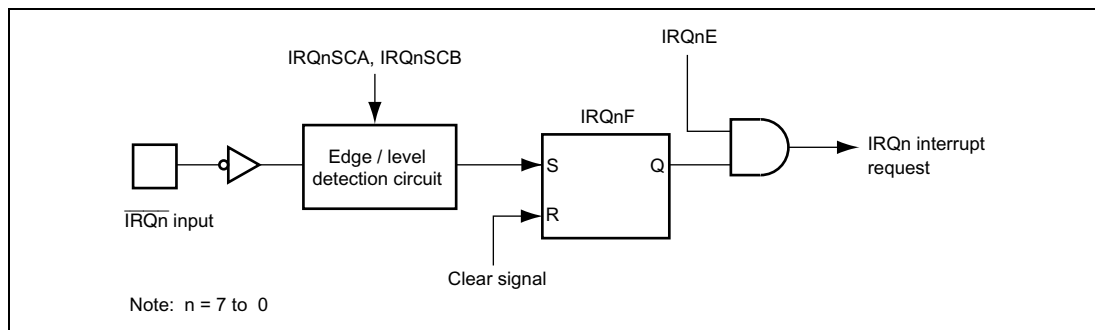 IRQnE
IRQnSCA, IRQnSCB
IRQnF
Edge / level
detection circuit
S
Q
IRQn interrupt
request
R
IRQn input
Clear signal
Note: n = 7 to 0